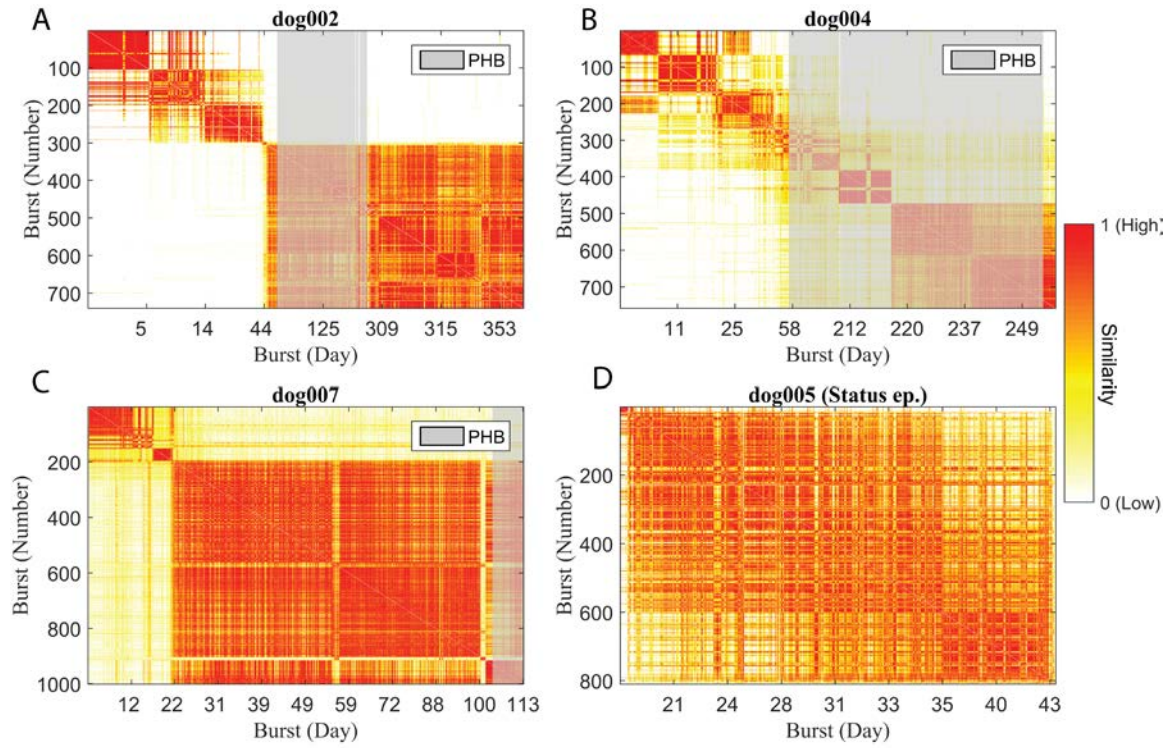 A
dog002
PHB
100
200
300
400
500
600
700
Burst (Number)
5 14 44 125 309 315 353
Burst (Day)
B
dog004
PHB
100
200
300
400
500
600
700
Burst (Number)
11 25 58 212 220 237 249
Burst (Day)
1 (High)
Similarity
0 (Low)
C
dog007
PHB
200
400
600
800
1000
Burst (Number)
12 22 31 39 49 59 72 88 100 113
Burst (Day)
D
dog005 (Status ep.)
200
400
600
800
Burst (Number)
21 24 25 28 31 33 35 40 43
Burst (Day)